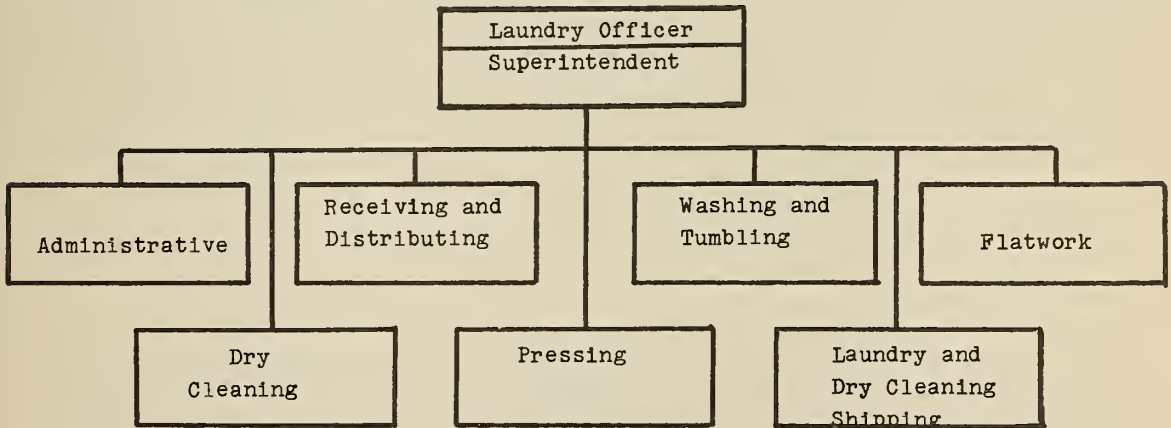 Laundry Officer
Superintendent
Administrative
Receiving and
Distributing
Washing and
Tumbling
Flatwork
Dry
Cleaning
Pressing
Laundry and
Dry Cleaning
Shipping